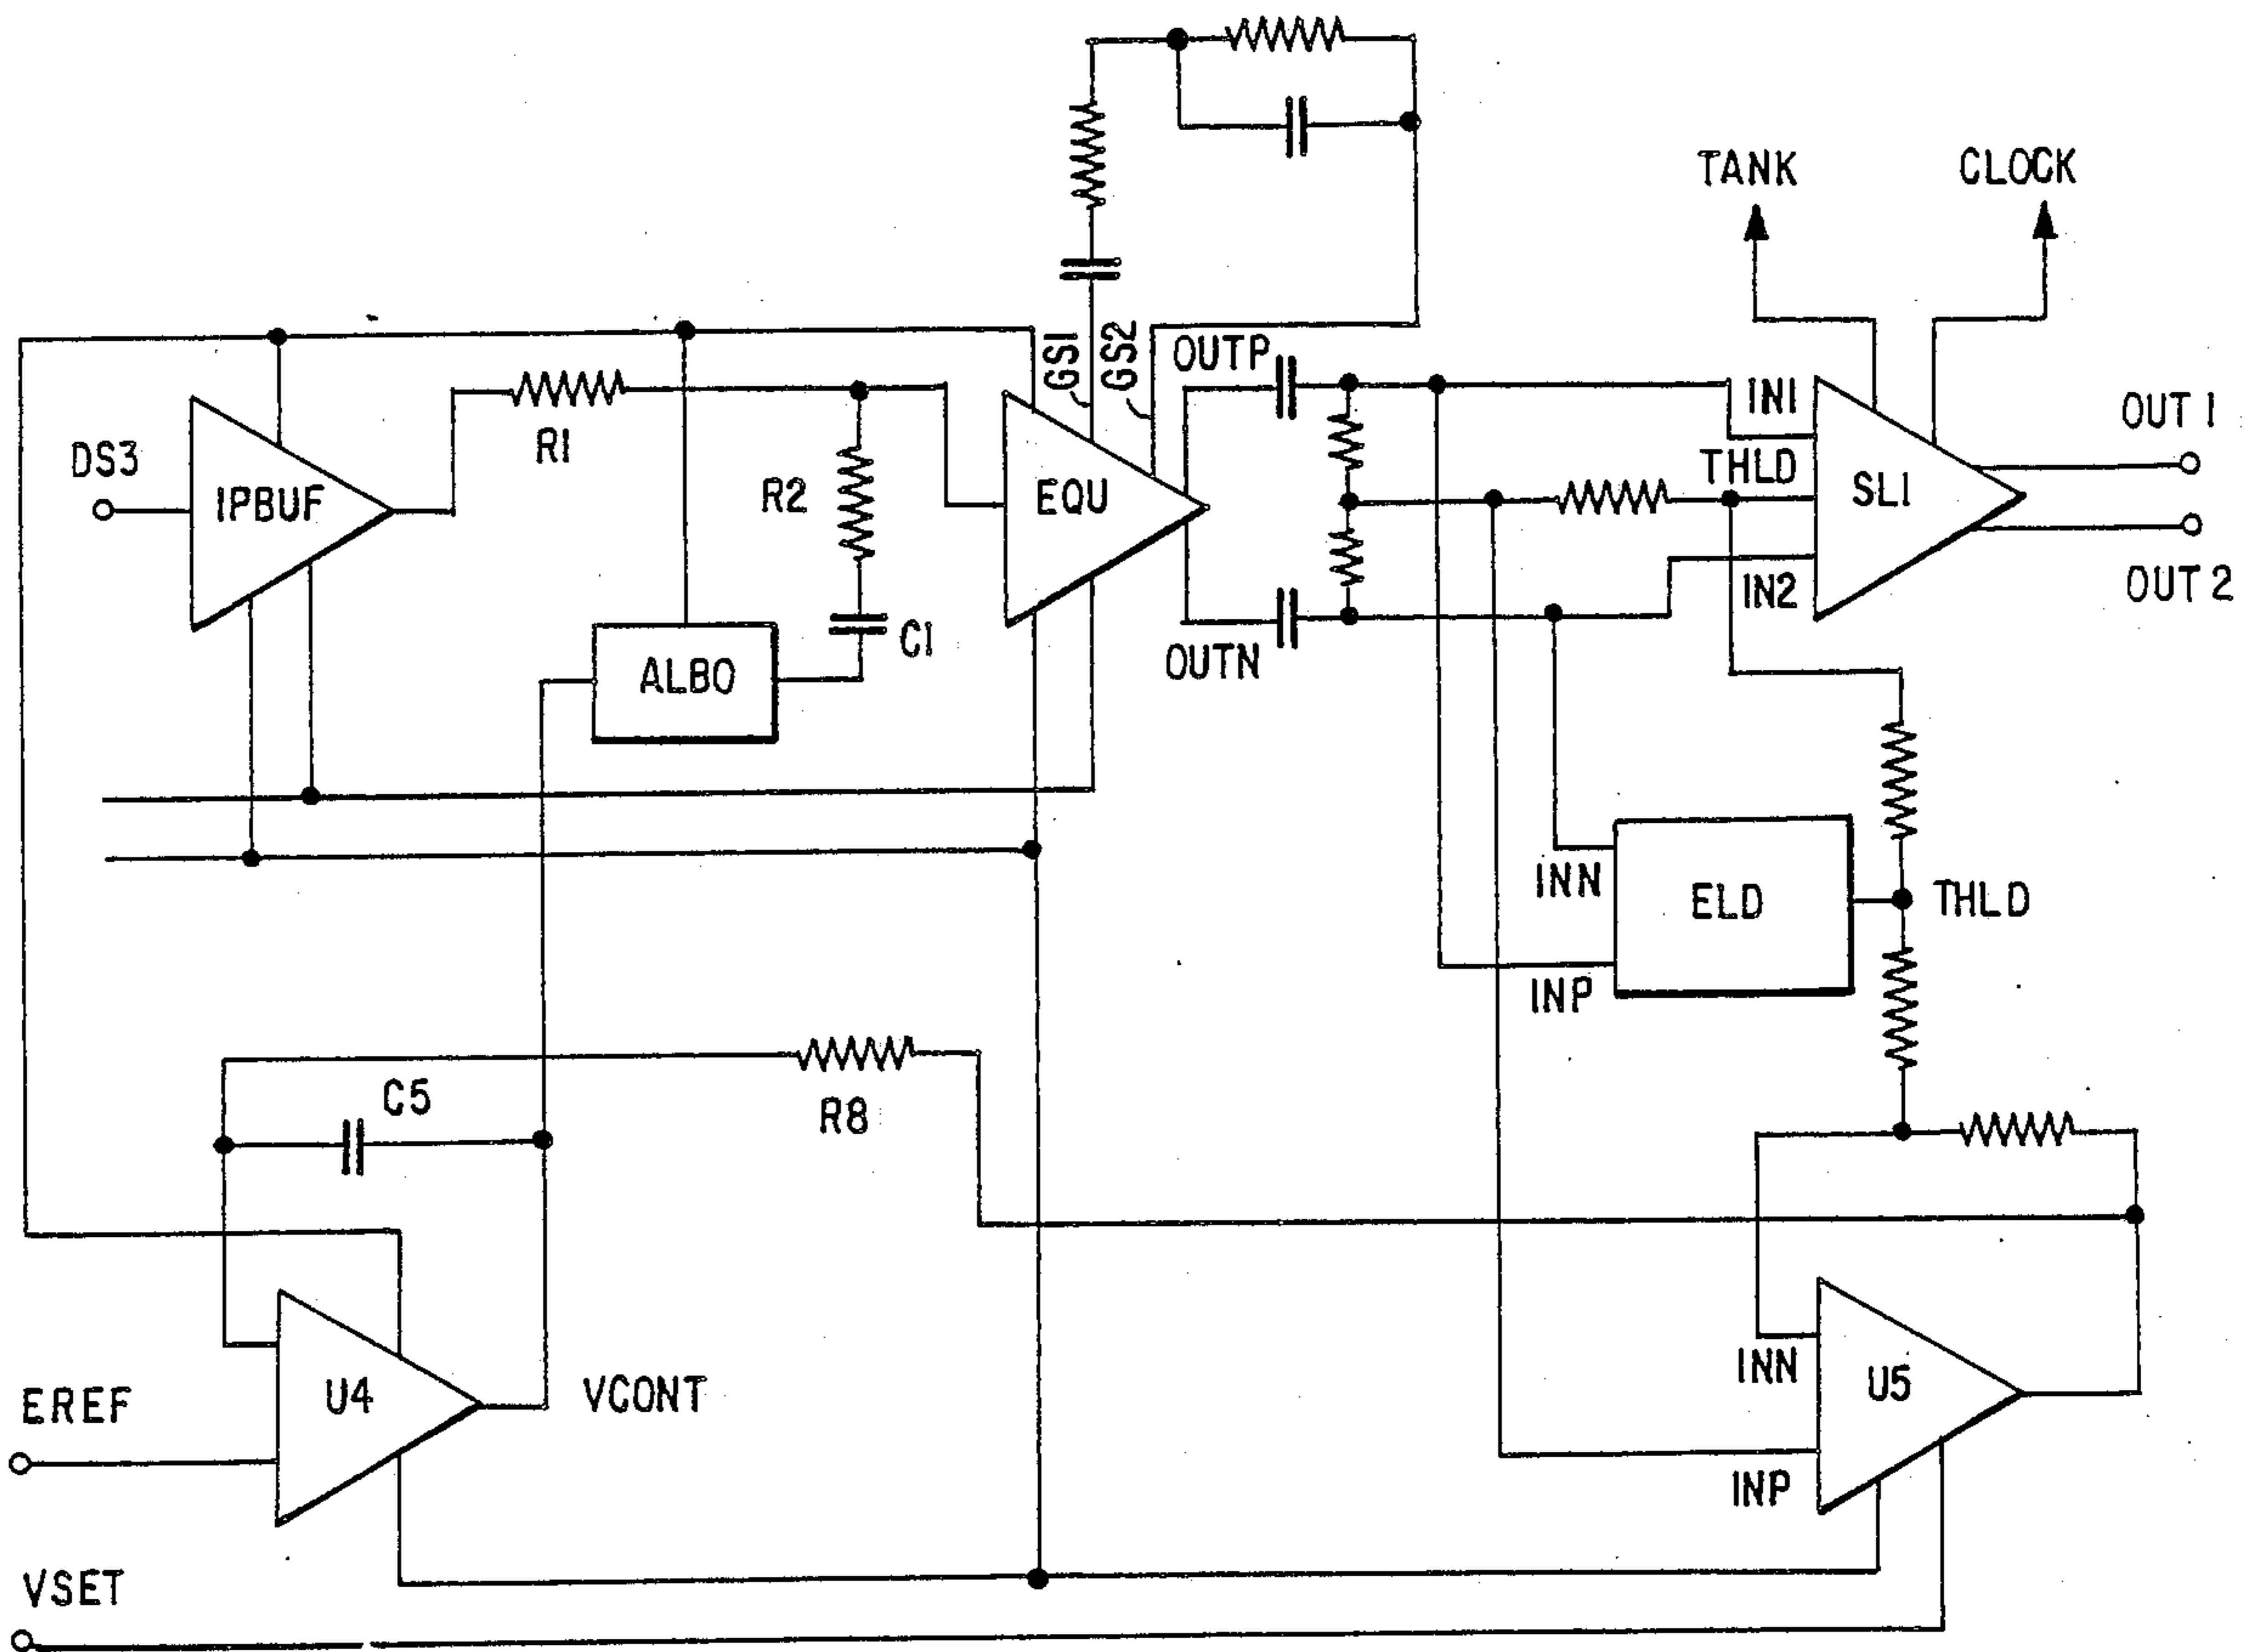 TANK
CLOCK
GS1
GS2
OUTP
IN1
OUT 1
DS3
IPBUF
R1
R2
EQU
THLD
SL1
IN2
OUT 2
C1
ALBO
OUTN
INN
ELD
THLD
INP
C5
R8
INN
U5
EREF
U4
VCONT
INP
VSET